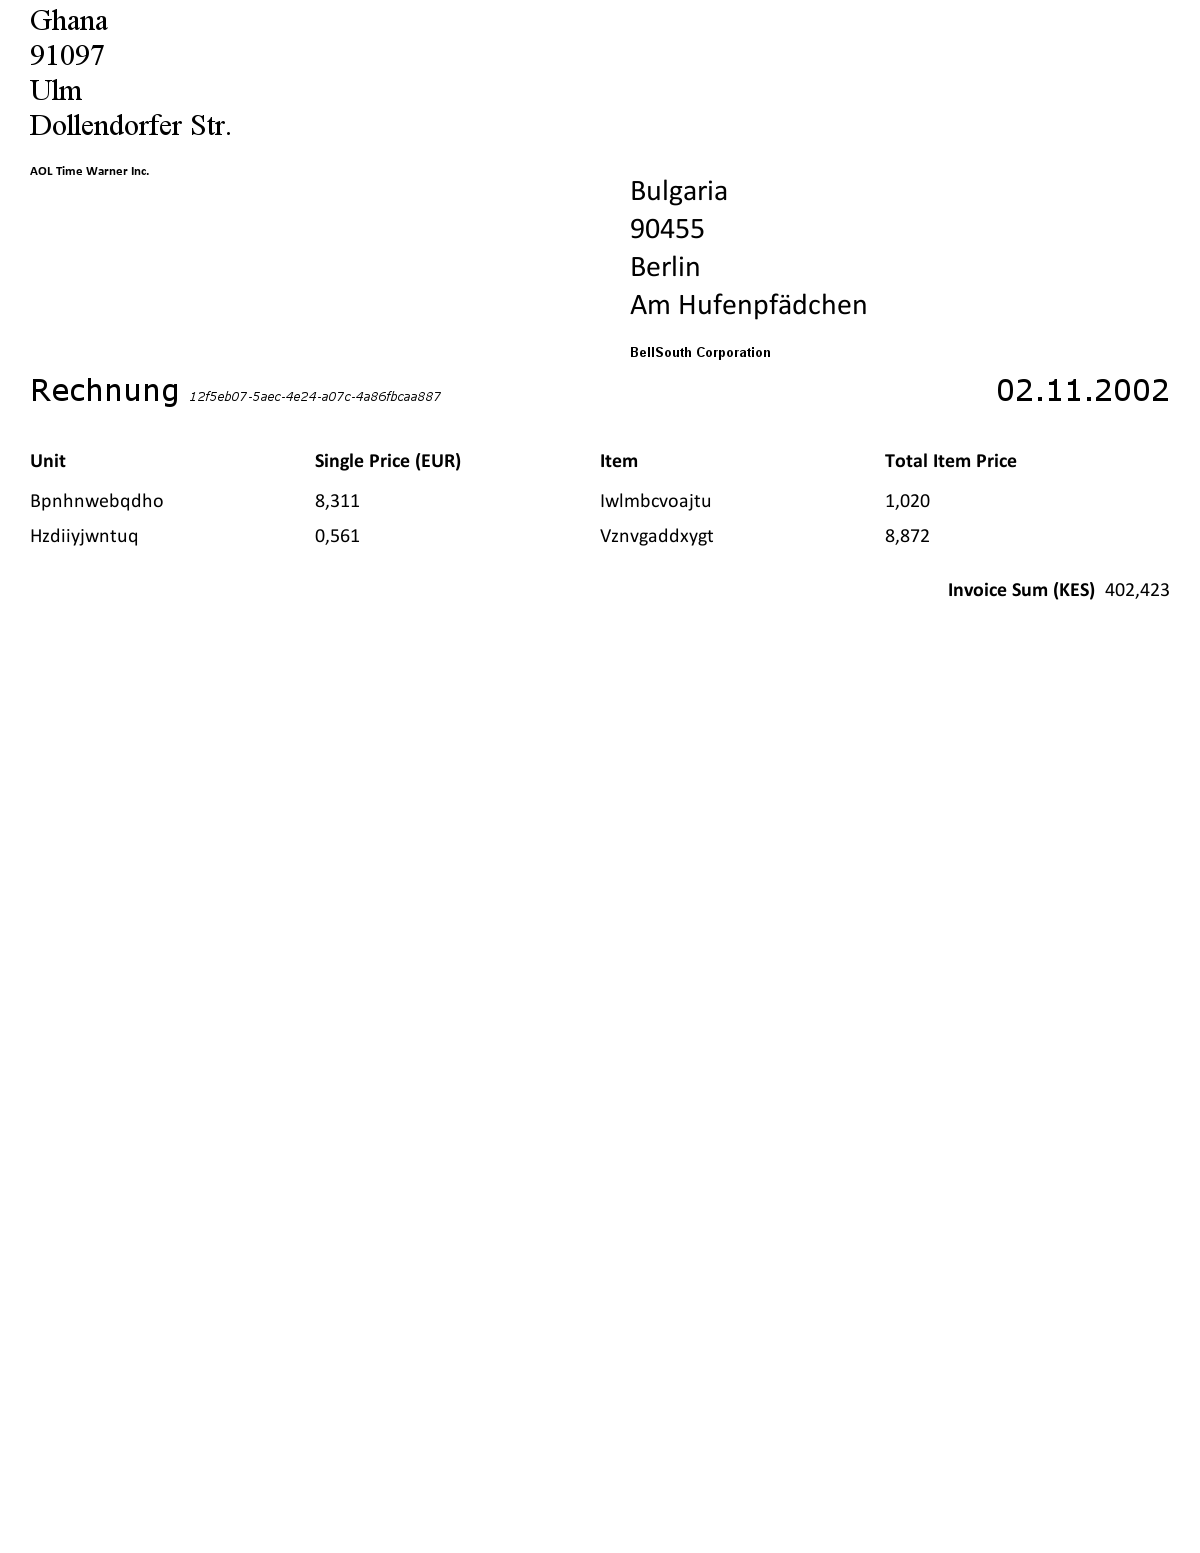 Ghana
91097
Ulm
Dollendorfer Str.
AOL Time Warner Inc.
Bulgaria
90455
Berlin
Am Hufenpfädchen
BellSouth Corporation
Rechnung 12f5eb07-5aec-4e24-a07c-4a86fbcaa887 02.11.2002
Unit Single Price (EUR) Item Total Item Price
Bpnhnwebqdho 8,311 Iwlmbcvoajtu 1,020
Hzdiiyjwntuq 0,561 Vznvgaddxygt 8,872
Invoice Sum (KES) 402,423